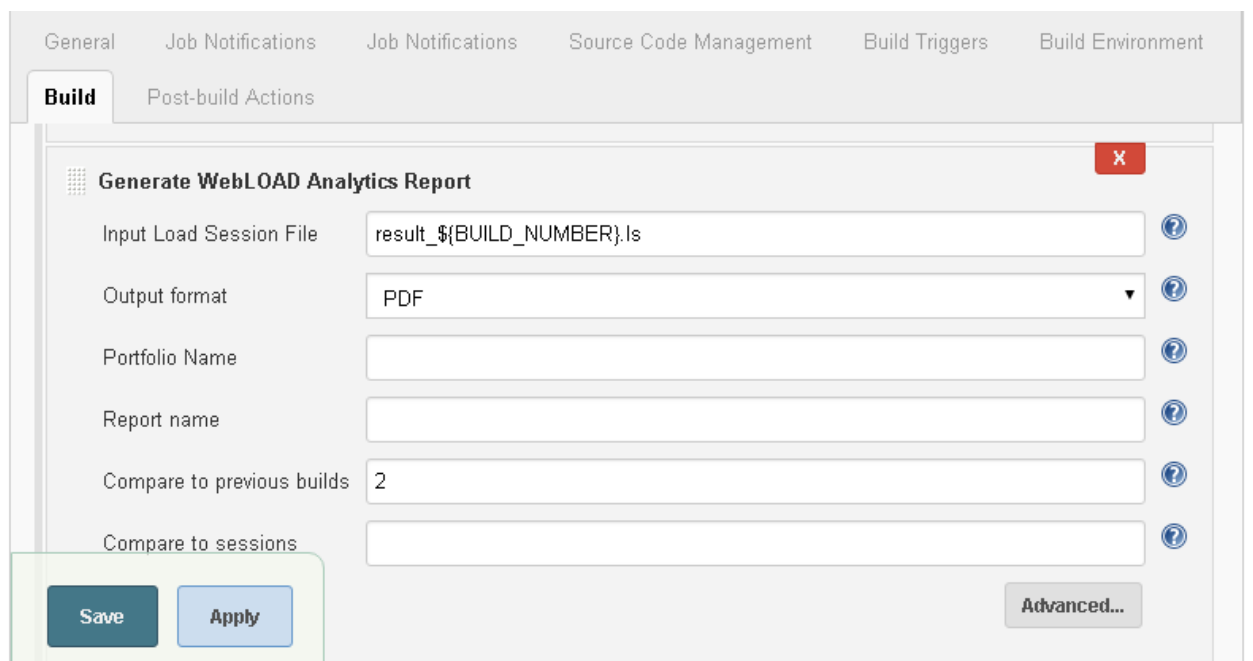 General Job Notifications Job Notifications Source Code Management Build Triggers Build Environment
Build Post-build Actions
X
Generate WebLOAD Analytics Report
Input Load Session File result_${BUILD_NUMBER}.ls
Output format PDF
Portfolio Name
Report name
Compare to previous builds 2
Compare to sessions
Save Apply Advanced...